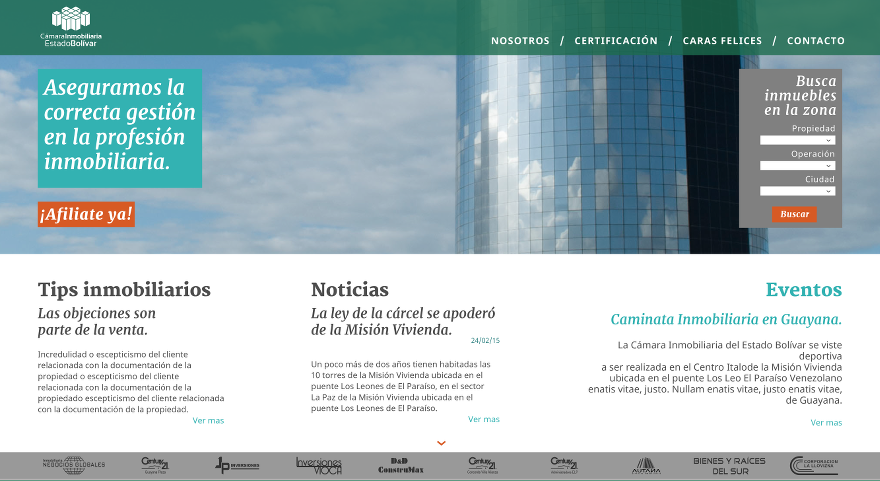 CámaraInmobiliaria
EstadoBolívar
NOSOTROS / CERTIFICACIÓN / CARAS FELICES / CONTACTO
Aseguramos la
correcta gestión
en la profesión
inmobiliaria.
¡Afiliate ya!
Busca
inmuebles
en la zona
Propiedad
Operación
Ciudad
Buscar
Tips inmobiliarios
Las objeciones son
parte de la venta.
Incredulidad o escepticismo del cliente
relacionada con la documentación de la
propiedad o escepticismo del cliente
relacionada con la documentación de la
propiedad escepticismo del cliente relacionada
con la documentación de la propiedad.
Ver mas
Noticias
La ley de la cárcel se apoderó
de la Misión Vivienda.
24/02/15
Un poco más de dos años tienen habitadas las
10 torres de la Misión Vivienda ubicada en el
puente Los Leones de El Paraíso, en el sector
La Paz de la Misión Vivienda ubicada en el
puente Los Leones de El Paraíso.
Ver mas
Eventos
Caminata Inmobiliaria en Guayana.
La Cámara Inmobiliaria del Estado Bolívar se viste
deportiva
a ser realizada en el Centro Italode la Misión Vivienda
ubicada en el puente Los Leo El Paraíso Venezolano
enatis vitae, justo. Nullam enatis vitae, justo enatis vitae,
de Guayana.
Ver mas
NEGOCIOS GLOBALES
Century 21
JP INVERSIONES
Inversiones
VIOCA
D&D
ConstruMax
Century 21
Century 21
AUTANA
BIENES Y RAÍCES
DEL SUR
CORPORACION
LA LLOVIZNA